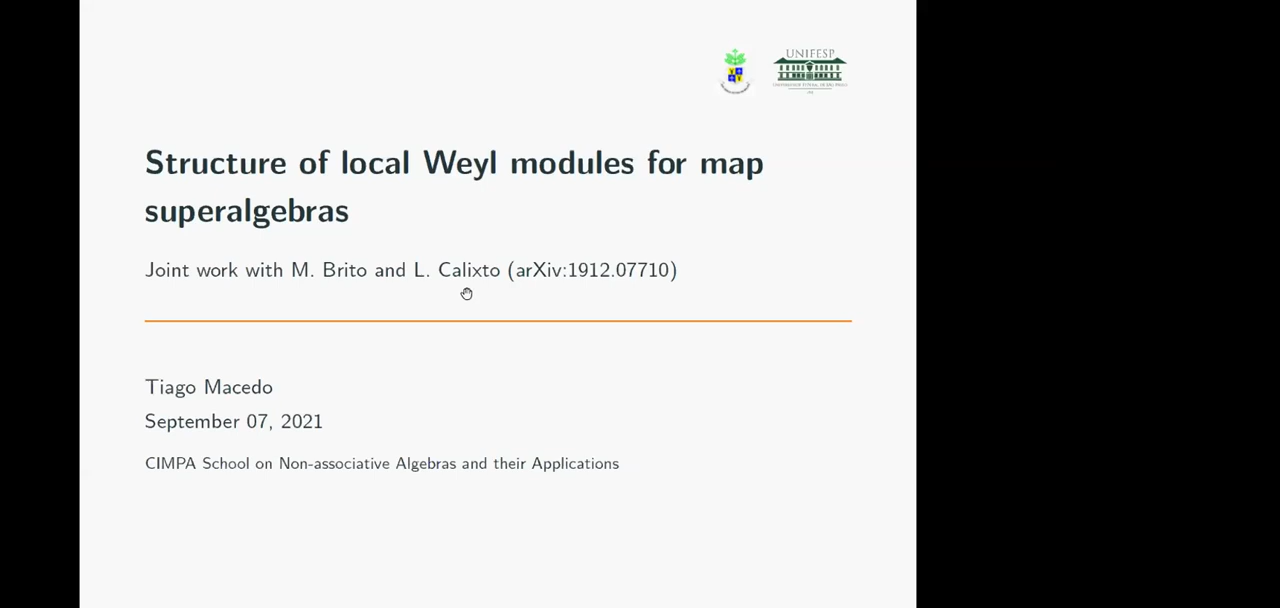 UNIFESP
Structure of local Weyl modules for map
superalgebras
Joint work with M. Brito and L. Calixto (arXiv:1912.07710)
Tiago Macedo
September 07, 2021
CIMPA School on Non-associative Algebras and their Applications